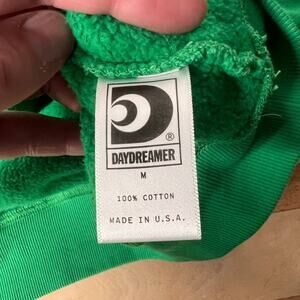 ®
DAYDREAMER
M
100% COTTON
MADE IN U.S.A.